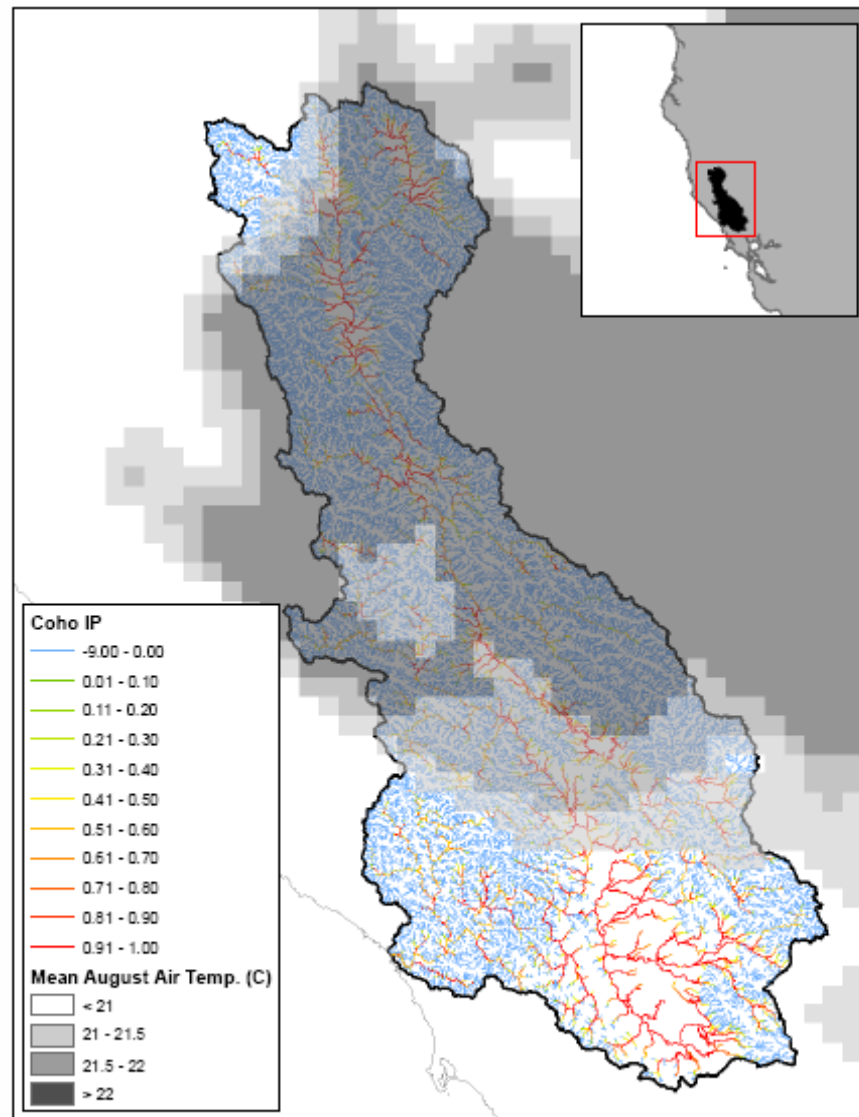 Coho IP
-9.00 - 0.00
0.01 - 0.10
0.11 - 0.20
0.21 - 0.30
0.31 - 0.40
0.41 - 0.50
0.51 - 0.60
0.61 - 0.70
0.71 - 0.80
0.81 - 0.90
0.91 - 1.00
Mean August Air Temp. (C)
< 21
21 - 21.5
21.5 - 22
> 22